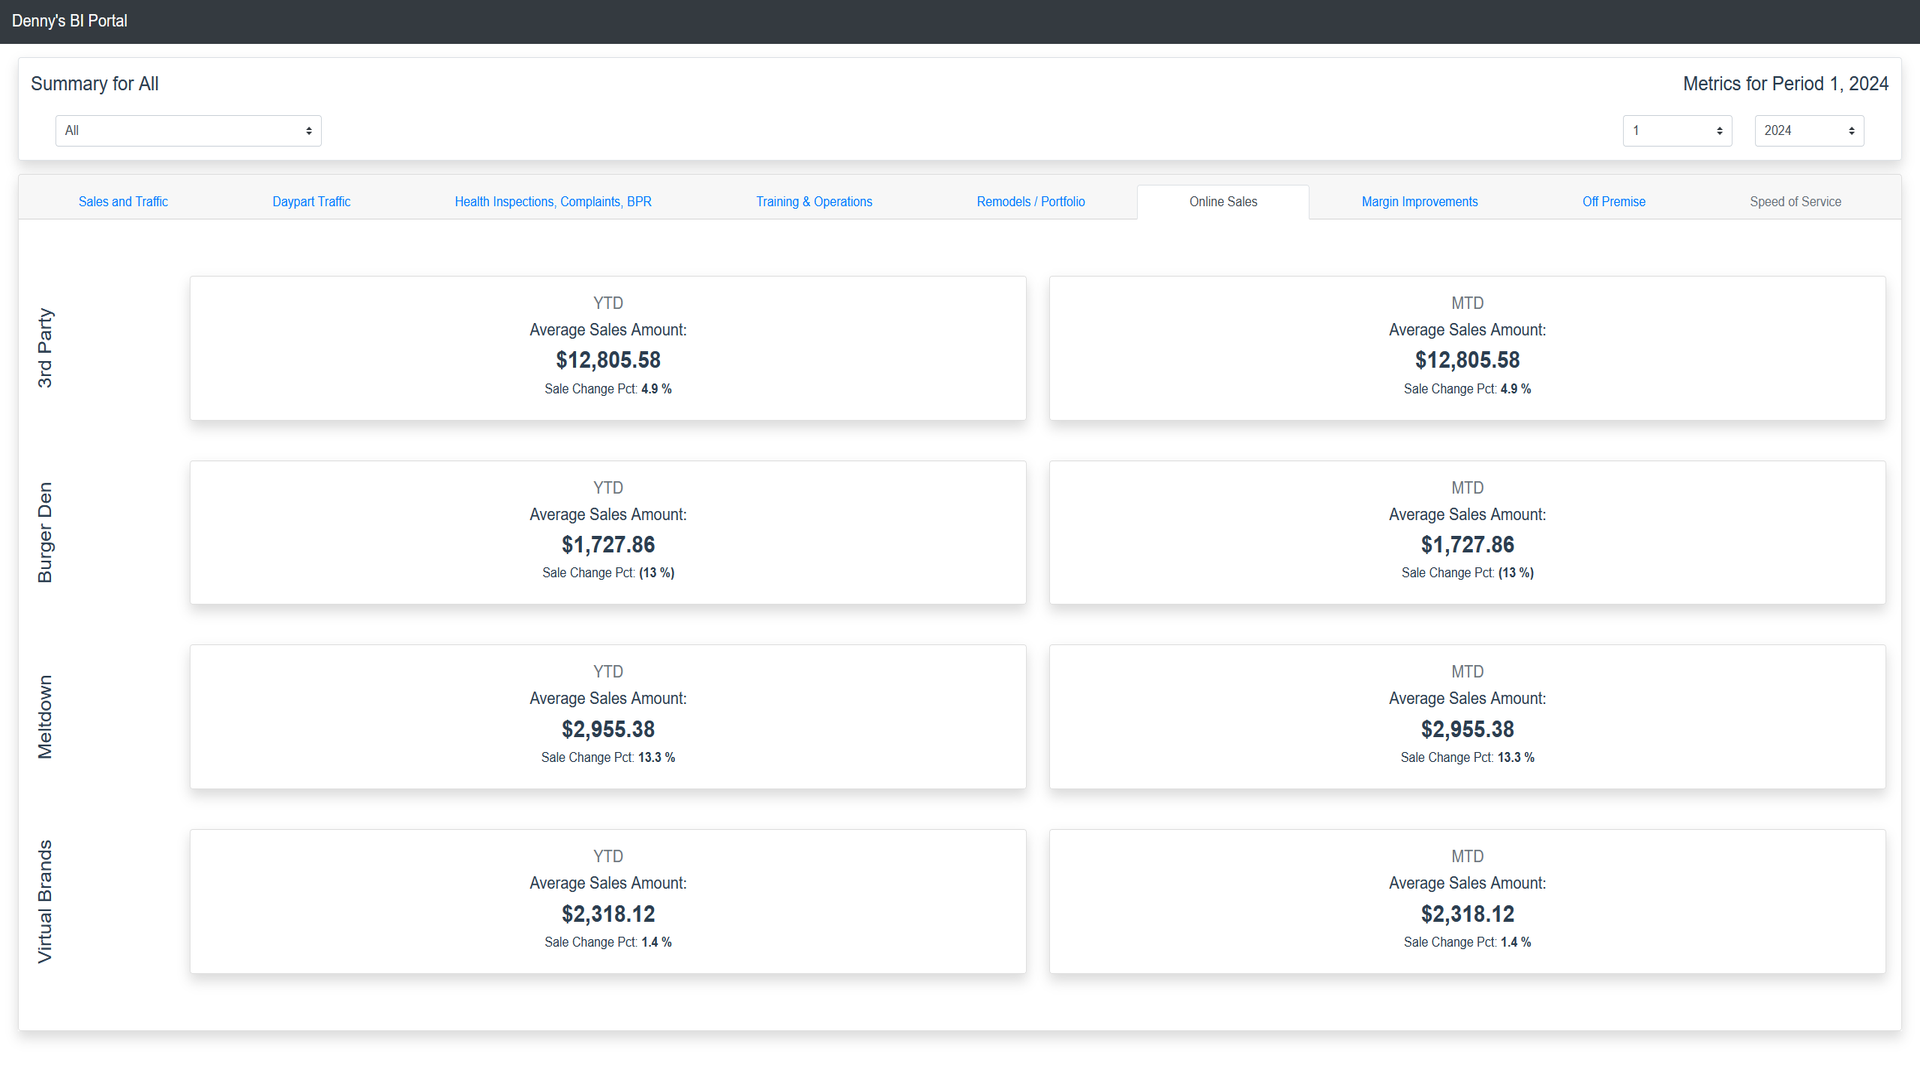 Denny's BI Portal
Summary for All
Metrics for Period 1, 2024
All
1
2024
Sales and Traffic
Daypart Traffic
Health Inspections, Complaints, BPR
Training & Operations
Remodels / Portfolio
Online Sales
Margin Improvements
Off Premise
Speed of Service
3rd Party
YTD
Average Sales Amount:
$12,805.58
Sale Change Pct: 4.9 %
MTD
Average Sales Amount:
$12,805.58
Sale Change Pct: 4.9 %
Burger Den
YTD
Average Sales Amount:
$1,727.86
Sale Change Pct: (13 %)
MTD
Average Sales Amount:
$1,727.86
Sale Change Pct: (13 %)
Meltdown
YTD
Average Sales Amount:
$2,955.38
Sale Change Pct: 13.3 %
MTD
Average Sales Amount:
$2,955.38
Sale Change Pct: 13.3 %
Virtual Brands
YTD
Average Sales Amount:
$2,318.12
Sale Change Pct: 1.4 %
MTD
Average Sales Amount:
$2,318.12
Sale Change Pct: 1.4 %